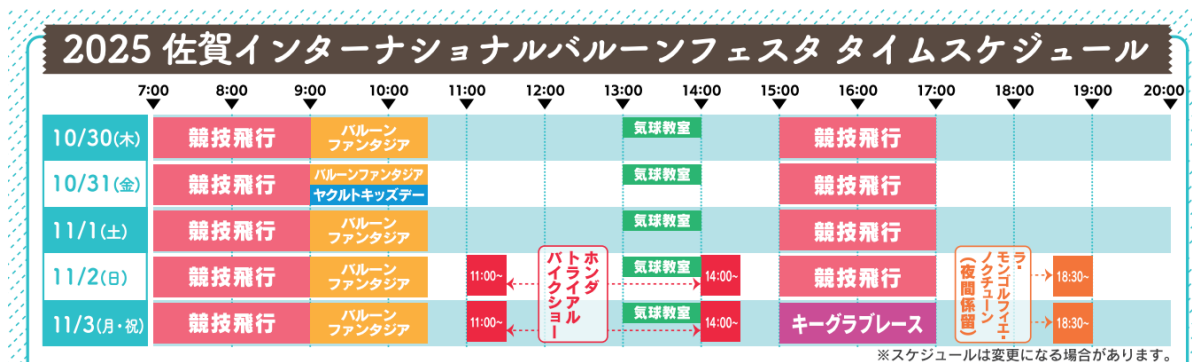 2025 佐賀インターナショナルバルーンフェスタ タイムスケジュール
7:00 8:00 9:00 10:00 11:00 12:00 13:00 14:00 15:00 16:00 17:00 18:00 19:00 20:00
10/30(木)
競技飛行
バルーン
ファンタジア
気球教室
競技飛行
10/31(金)
競技飛行
バルーンファンタジア
ヤクルトキッズデー
気球教室
競技飛行
11/1(土)
競技飛行
バルーン
ファンタジア
気球教室
競技飛行
11/2(日)
競技飛行
バルーン
ファンタジア
11:00~
ホンダ
トライアル
バイクショー
気球教室
14:00~
競技飛行
ラ・
モンゴルフィエ・
ノクチューン
(夜間係留)
18:30~
11/3(月・祝)
競技飛行
バルーン
ファンタジア
11:00~
気球教室
14:00~
キーグラブレース
18:30~
※スケジュールは変更になる場合があります。